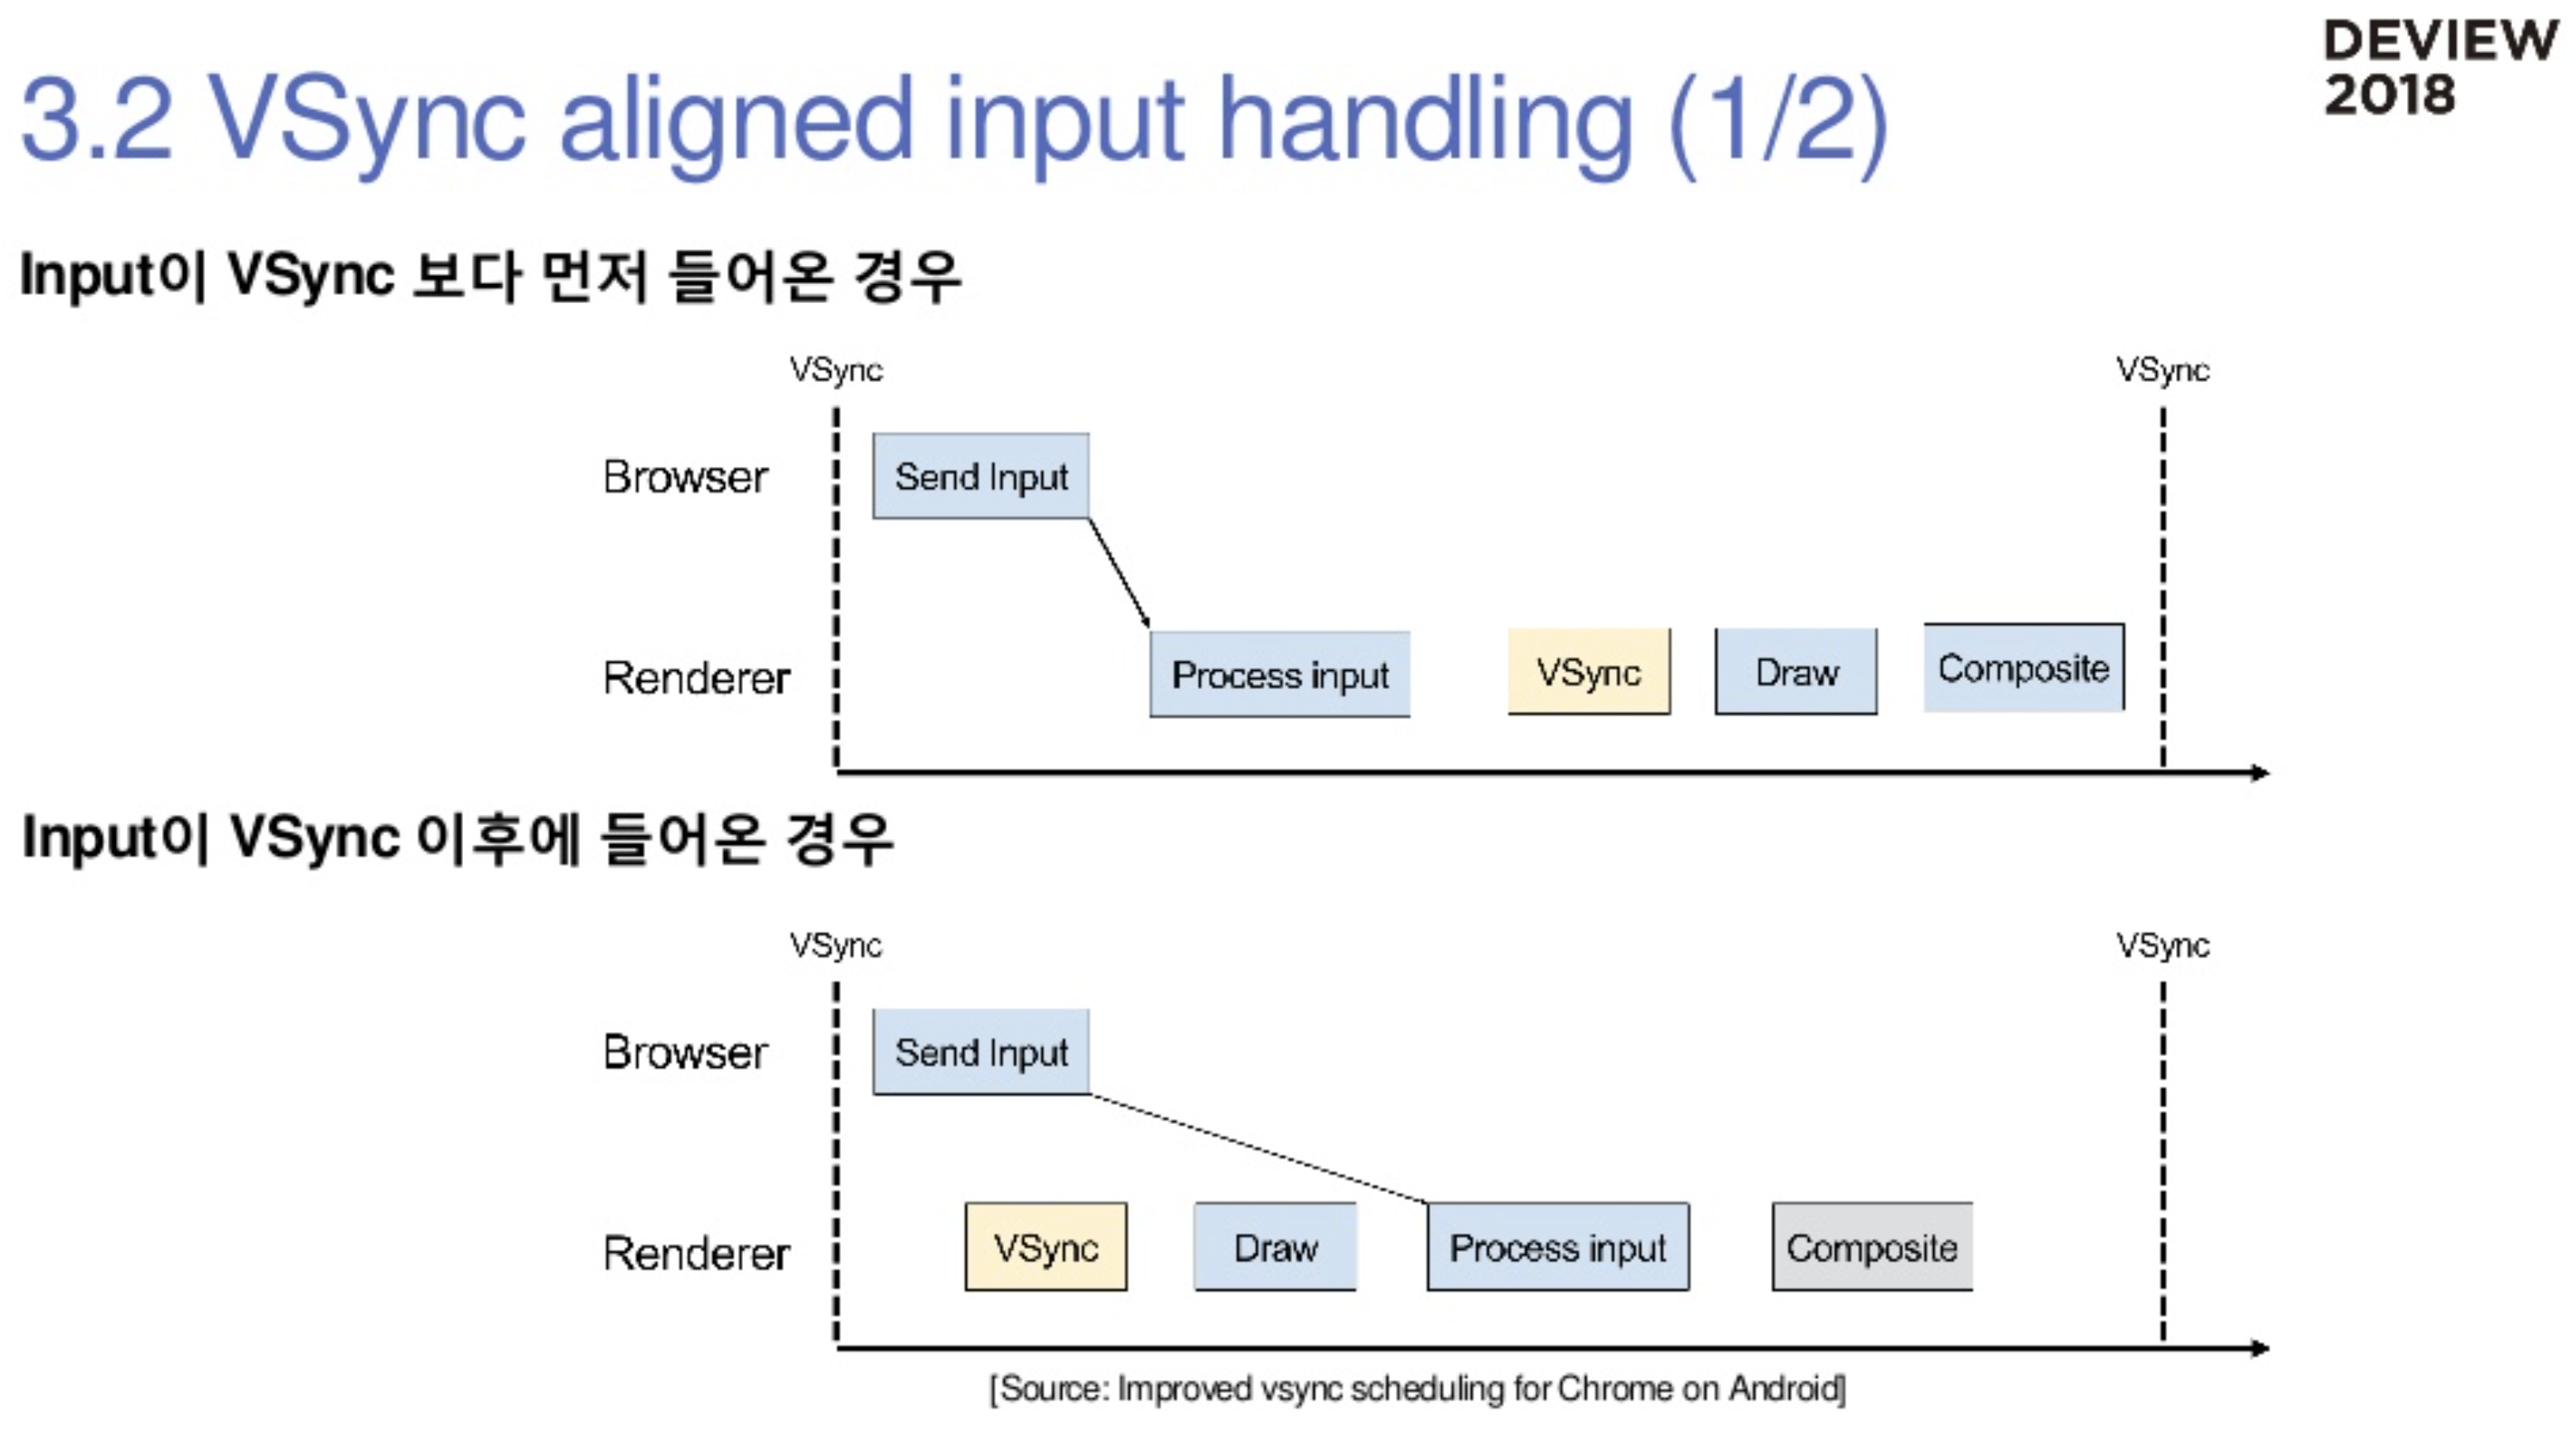 DEVIEW
2018
3.2 VSync aligned input handling (1/2)
Input이 VSync 보다 먼저 들어온 경우
VSync
VSync
Browser
Send Input
Renderer
Process input
VSync
Draw
Composite
Input이 VSync 이후에 들어온 경우
VSync
VSync
Browser
Send Input
Renderer
VSync
Draw
Process input
Composite
[Source: Improved vsync scheduling for Chrome on Android]